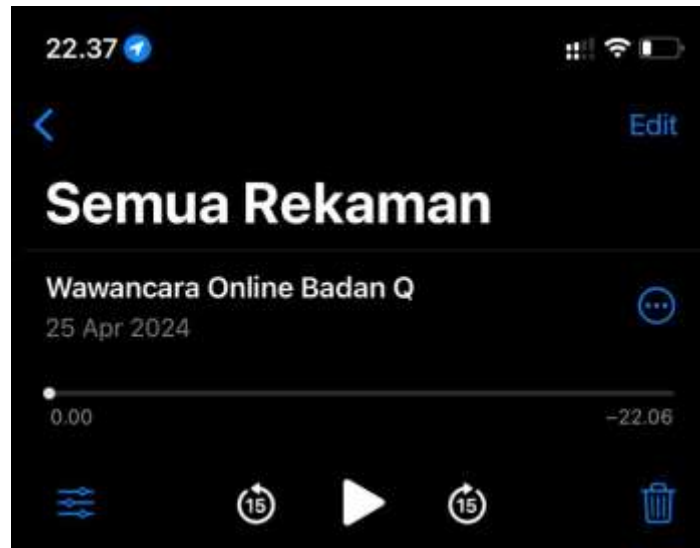 22.37
Edit
Semua Rekaman
Wawancara Online Badan Q
25 Apr 2024
0.00
−22.06
15
15